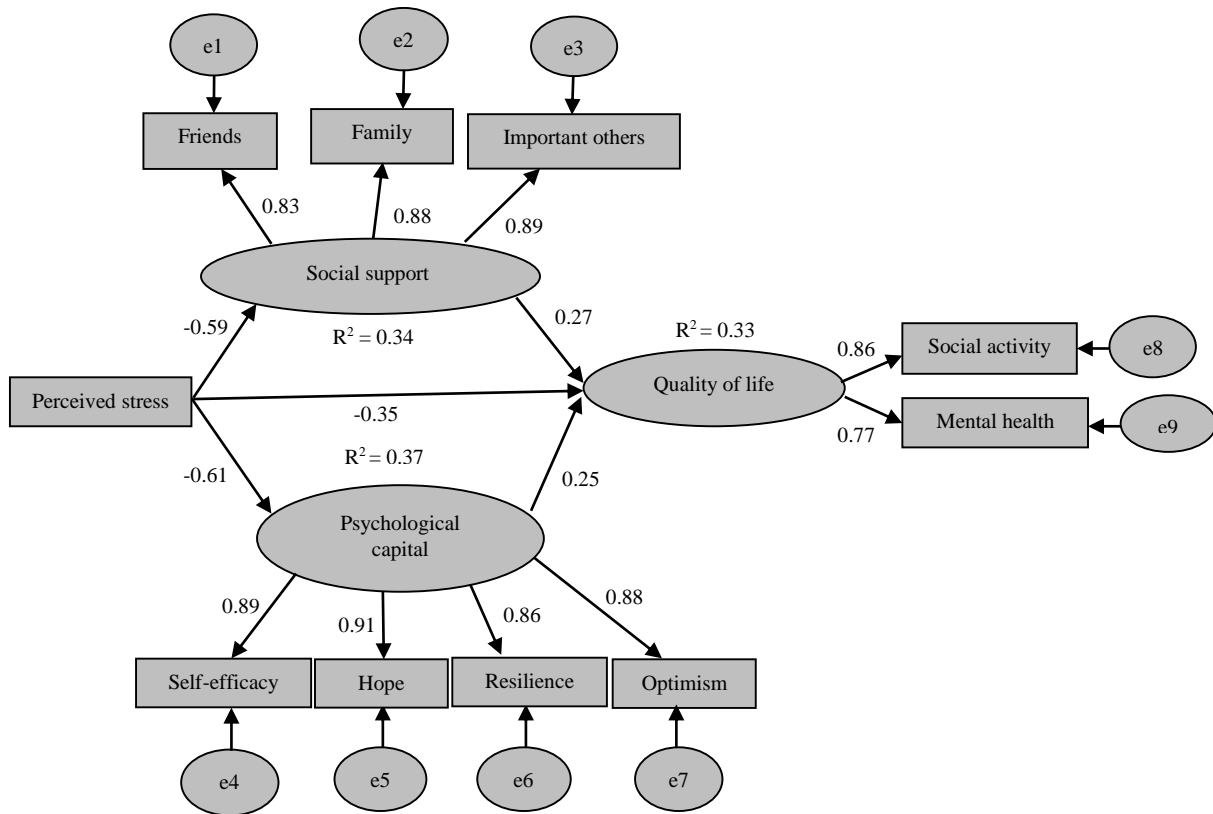 e1
e2
e3
Friends
Family
Important others
0.83
0.88
0.89
Social support
-0.59
R² = 0.34
0.27
R² = 0.33
0.86
Social activity
e8
Perceived stress
Quality of life
-0.35
0.77
Mental health
e9
R² = 0.37
-0.61
0.25
Psychological
capital
0.89
0.91
0.86
0.88
Self-efficacy
Hope
Resilience
Optimism
e4
e5
e6
e7